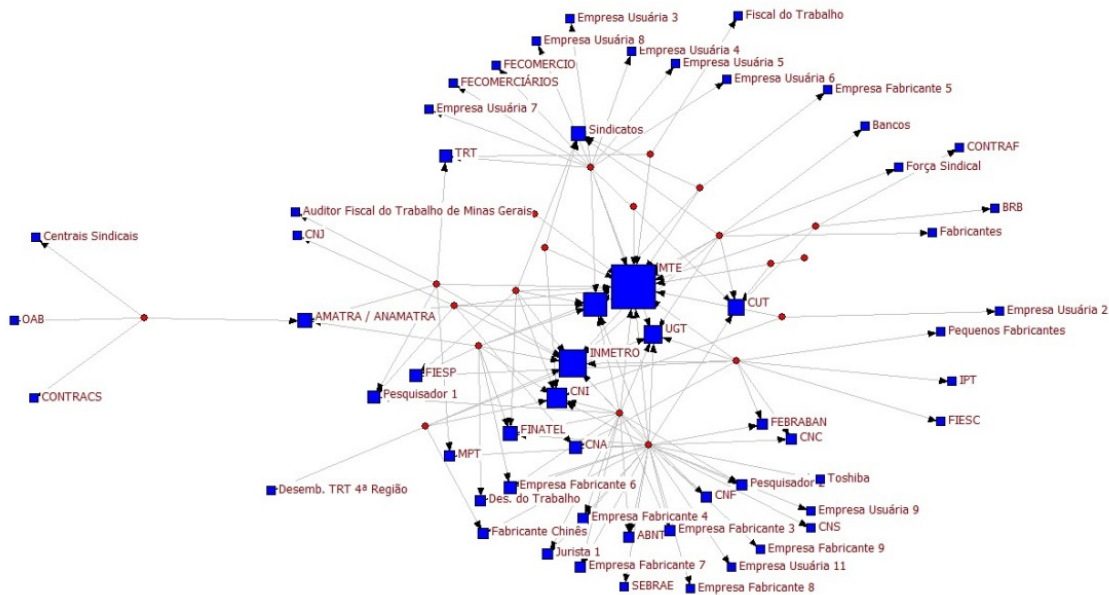 Empresa Usuária 3
Fiscal do Trabalho
Empresa Usuária 8
Empresa Usuária 4
FECOMERCIO
Empresa Usuária 5
FECOMERCIÁRIOS
Empresa Usuária 6
Empresa Fabricante 5
Empresa Usuária 7
Bancos
Sindicatos
CONTRAF
TRT
Força Sindical
Auditor Fiscal do Trabalho de Minas Gerais
BRB
CNJ
Fabricantes
Centrais Sindicais
MTE
CUT
Empresa Usuária 2
OAB
AMATRA / ANAMATRA
UGT
Pequenos Fabricantes
INMETRO
FIESP
IPT
Pesquisador 1
CNI
CONTRACS
FIESC
FEBRABAN
FINATEL
CNC
CNA
MPT
Toshiba
Pesquisador 2
Empresa Fabricante 6
Desemb. TRT 4ª Região
CNF
Des. do Trabalho
Empresa Usuária 9
Empresa Fabricante 4
CNS
Empresa Fabricante 3
Fabricante Chinês
ABNT
Empresa Fabricante 9
Jurista 1
Empresa Fabricante 7
Empresa Usuária 11
SEBRAE
Empresa Fabricante 8